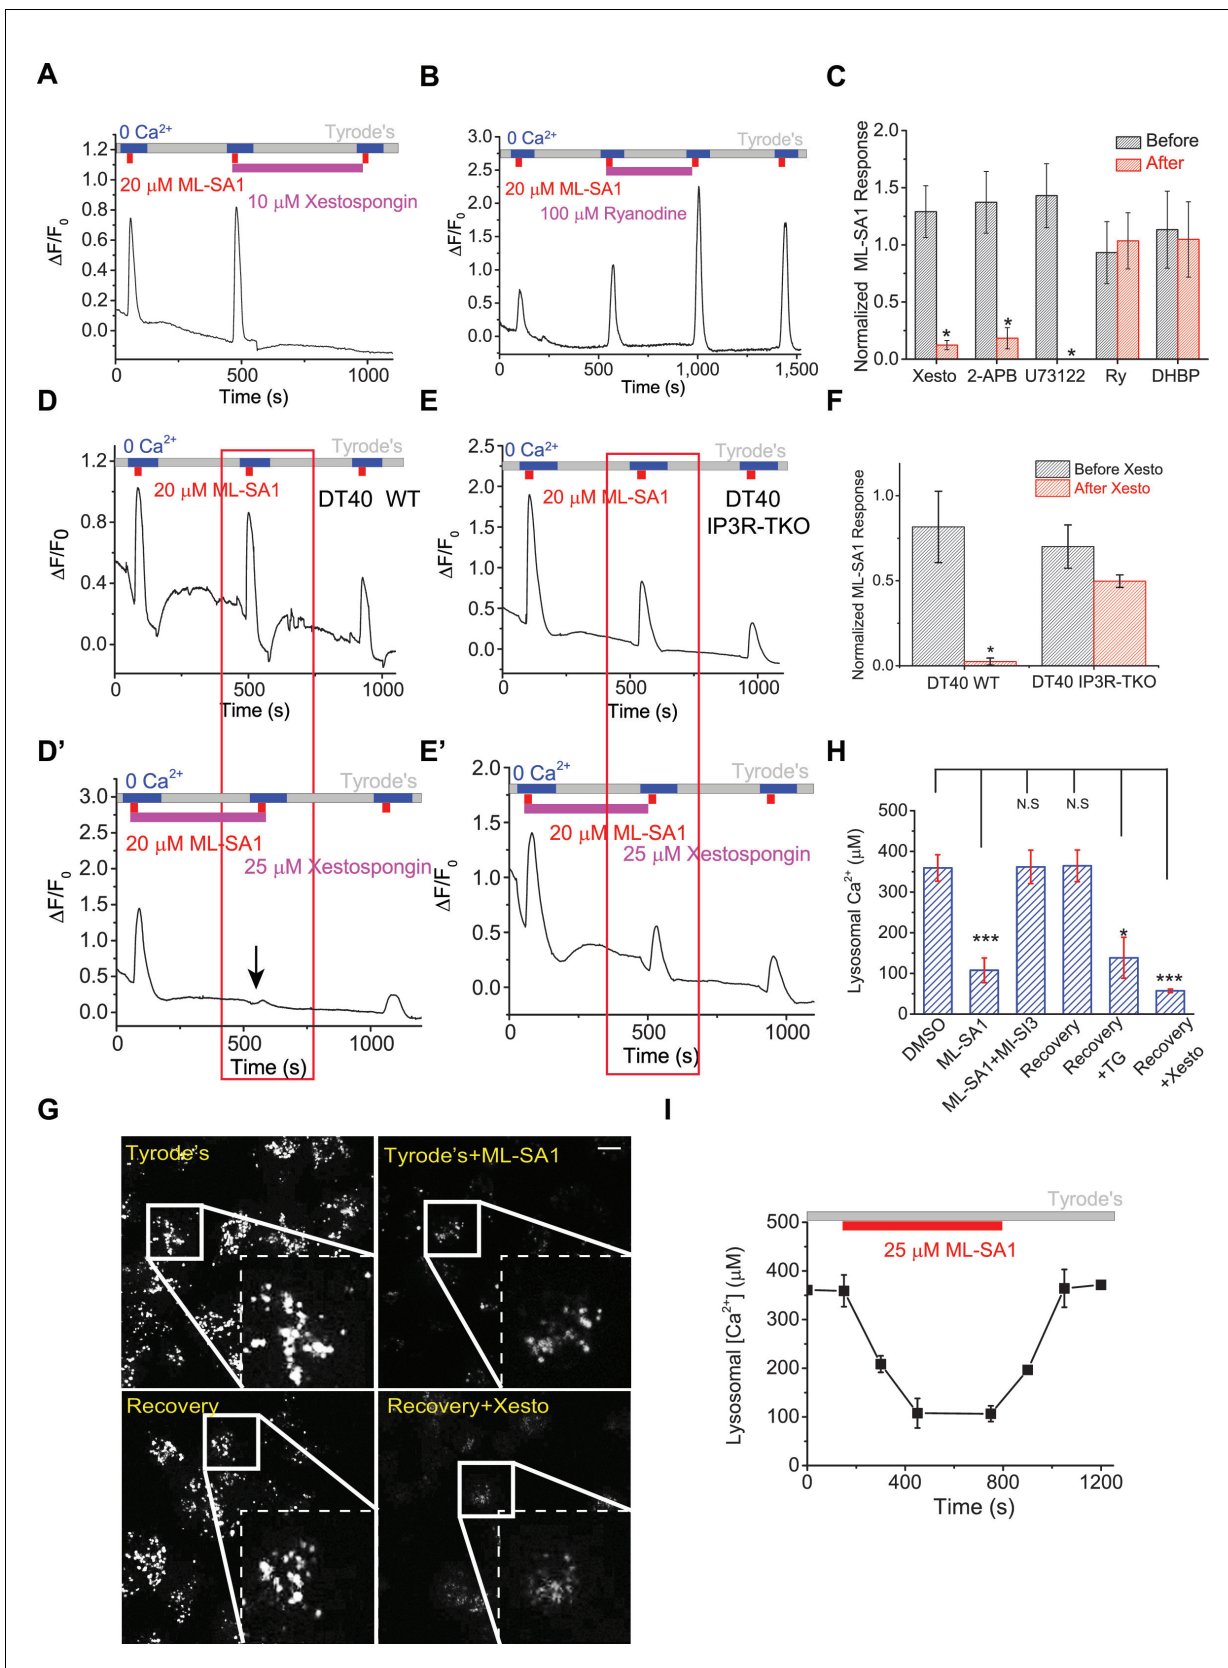 A
0 Ca²⁺ Tyrode's
20 μM ML-SA1
10 μM Xestospongin
ΔF/F₀
1.2
1.0
0.8
0.6
0.4
0.2
0.0
0 500 1000
Time (s)
B
0 Ca²⁺ Tyrode's
20 μM ML-SA1
100 μM Ryanodine
ΔF/F₀
3.0
2.5
2.0
1.5
1.0
0.5
0.0
0 500 1,000 1,500
Time (s)
C
Normalized ML-SA1 Response
2.0
1.5
1.0
0.5
0.0
Before
After
* * *
Xesto 2-APB U73122 Ry DHBP
D
0 Ca²⁺ Tyrode's
20 μM ML-SA1
DT40 WT
ΔF/F0
1.2
0.8
0.4
0.0
0 500 1000
Time (s)
E
0 Ca²⁺ Tyrode's
20 μM ML-SA1
DT40
IP3R-TKO
ΔF/F₀
2.5
2.0
1.5
1.0
0.5
0.0
0 500 1000
Time (s)
F
Normalized ML-SA1 Response
1.0
0.5
0.0
Before Xesto
After Xesto
*
DT40 WT DT40 IP3R-TKO
D'
0 Ca²⁺ Tyrode's
20 μM ML-SA1
25 μM Xestospongin
ΔF/F₀
3.0
2.5
2.0
1.5
1.0
0.5
0.0
0 500 1000
Time (s)
E'
0 Ca²⁺ Tyrode's
20 μM ML-SA1
25 μM Xestospongin
ΔF/F₀
2.0
1.5
1.0
0.5
0.0
0 500 1000
Time (s)
H
Lysosomal Ca²⁺ (μM)
500
400
300
200
100
0
N.S N.S
*** * ***
DMSO
ML-SA1
ML-SA1+MI-SI3
Recovery
Recovery
+TG
Recovery
+Xesto
G
Tyrode's
Tyrode's+ML-SA1
Recovery
Recovery+Xesto
I
Tyrode's
25 μM ML-SA1
Lysosomal [Ca²⁺] (μM)
500
400
300
200
100
0
0 400 800 1200
Time (s)